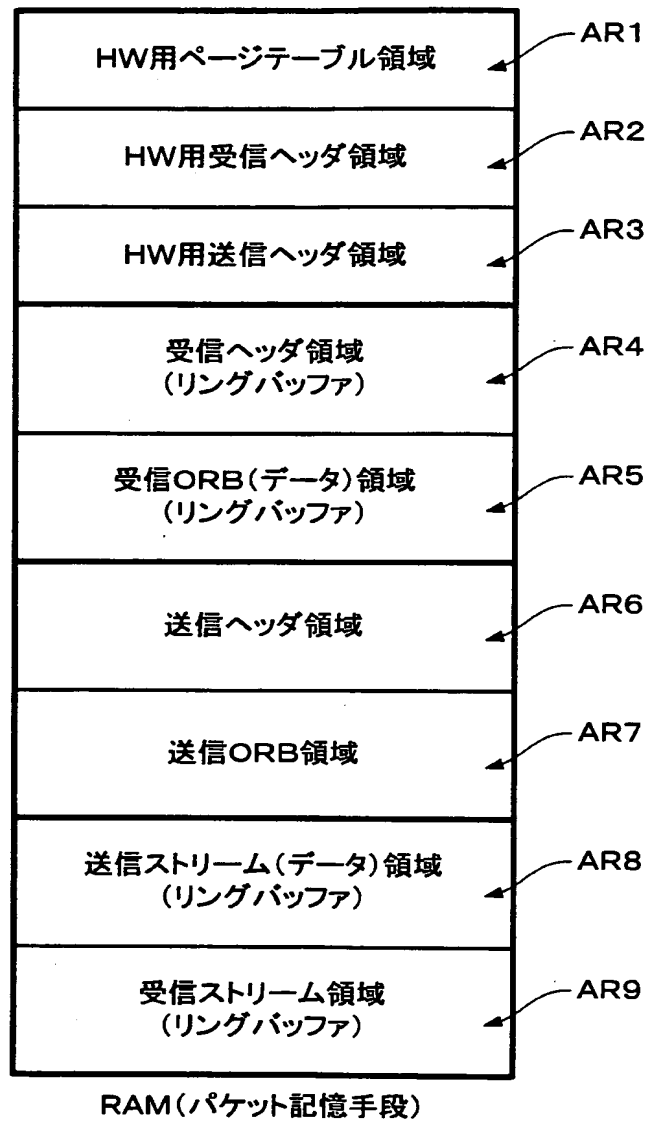 HW用ページテーブル領域
AR1
HW用受信ヘッダ領域
AR2
HW用送信ヘッダ領域
AR3
受信ヘッダ領域
(リングバッファ)
AR4
受信ORB(データ)領域
(リングバッファ)
AR5
送信ヘッダ領域
AR6
送信ORB領域
AR7
送信ストリーム(データ)領域
(リングバッファ)
AR8
受信ストリーム領域
(リングバッファ)
AR9
RAM(パケット記憶手段)